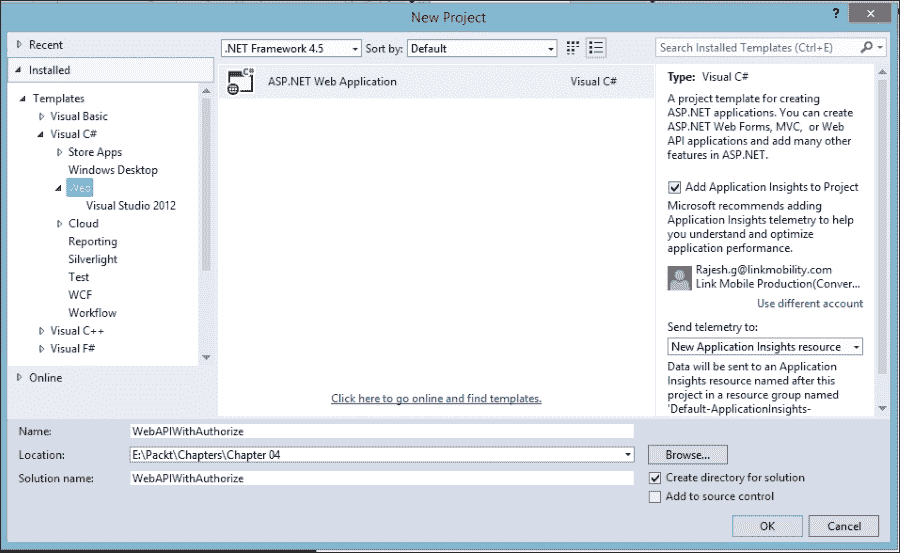 New Project
?
Recent
Installed
Templates
Visual Basic
Visual C#
Store Apps
Windows Desktop
Web
Visual Studio 2012
Cloud
Reporting
Silverlight
Test
WCF
Workflow
Visual C++
Visual F#
Online
.NET Framework 4.5
Sort by: Default
C#
ASP.NET Web Application Visual C#
Click here to go online and find templates.
Search Installed Templates (Ctrl+E)
Type: Visual C#
A project template for creating
ASP.NET applications. You can create
ASP.NET Web Forms, MVC, or Web
API applications and add many other
features in ASP.NET.
Add Application Insights to Project
Microsoft recommends adding
Application Insights telemetry to help
you understand and optimize
application performance.
Rajesh.g@linkmobility.com
Link Mobile Production(Conver...
Use different account
Send telemetry to:
New Application Insights resource
Data will be sent to an Application
Insights resource named after this
project in a resource group named
'Default-ApplicationInsights-
Name: WebAPIWithAuthorize
Location: E:\Packt\Chapters\Chapter 04
Browse...
Solution name: WebAPIWithAuthorize
Create directory for solution
Add to source control
OK Cancel